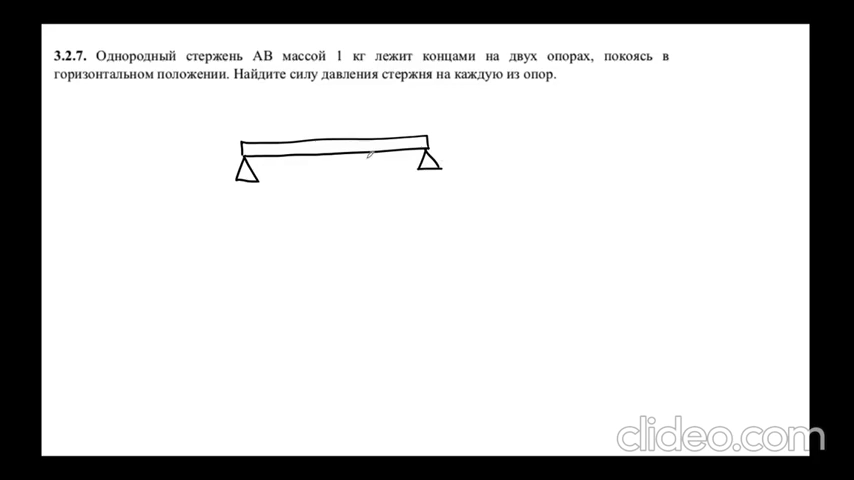 3.2.7. Однородный стержень АВ массой 1 кг лежит концами на двух опорах, покоясь в
горизонтальном положении. Найдите силу давления стержня на каждую из опор.
clideo.com